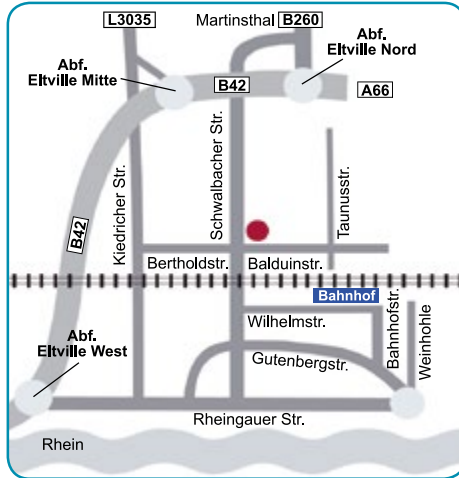 L3035
Martinsthal B260
Abf.
Eltville Nord
Abf.
Eltville Mitte
B42
A66
Kiedricher Str.
Schwalbacher Str.
Taunusstr.
B42
Bertholdstr.
Balduinstr.
Bahnhof
Wilhelmstr.
Bahnhofstr.
Weinhohle
Abf.
Eltville West
Gutenbergstr.
Rheingauer Str.
Rhein